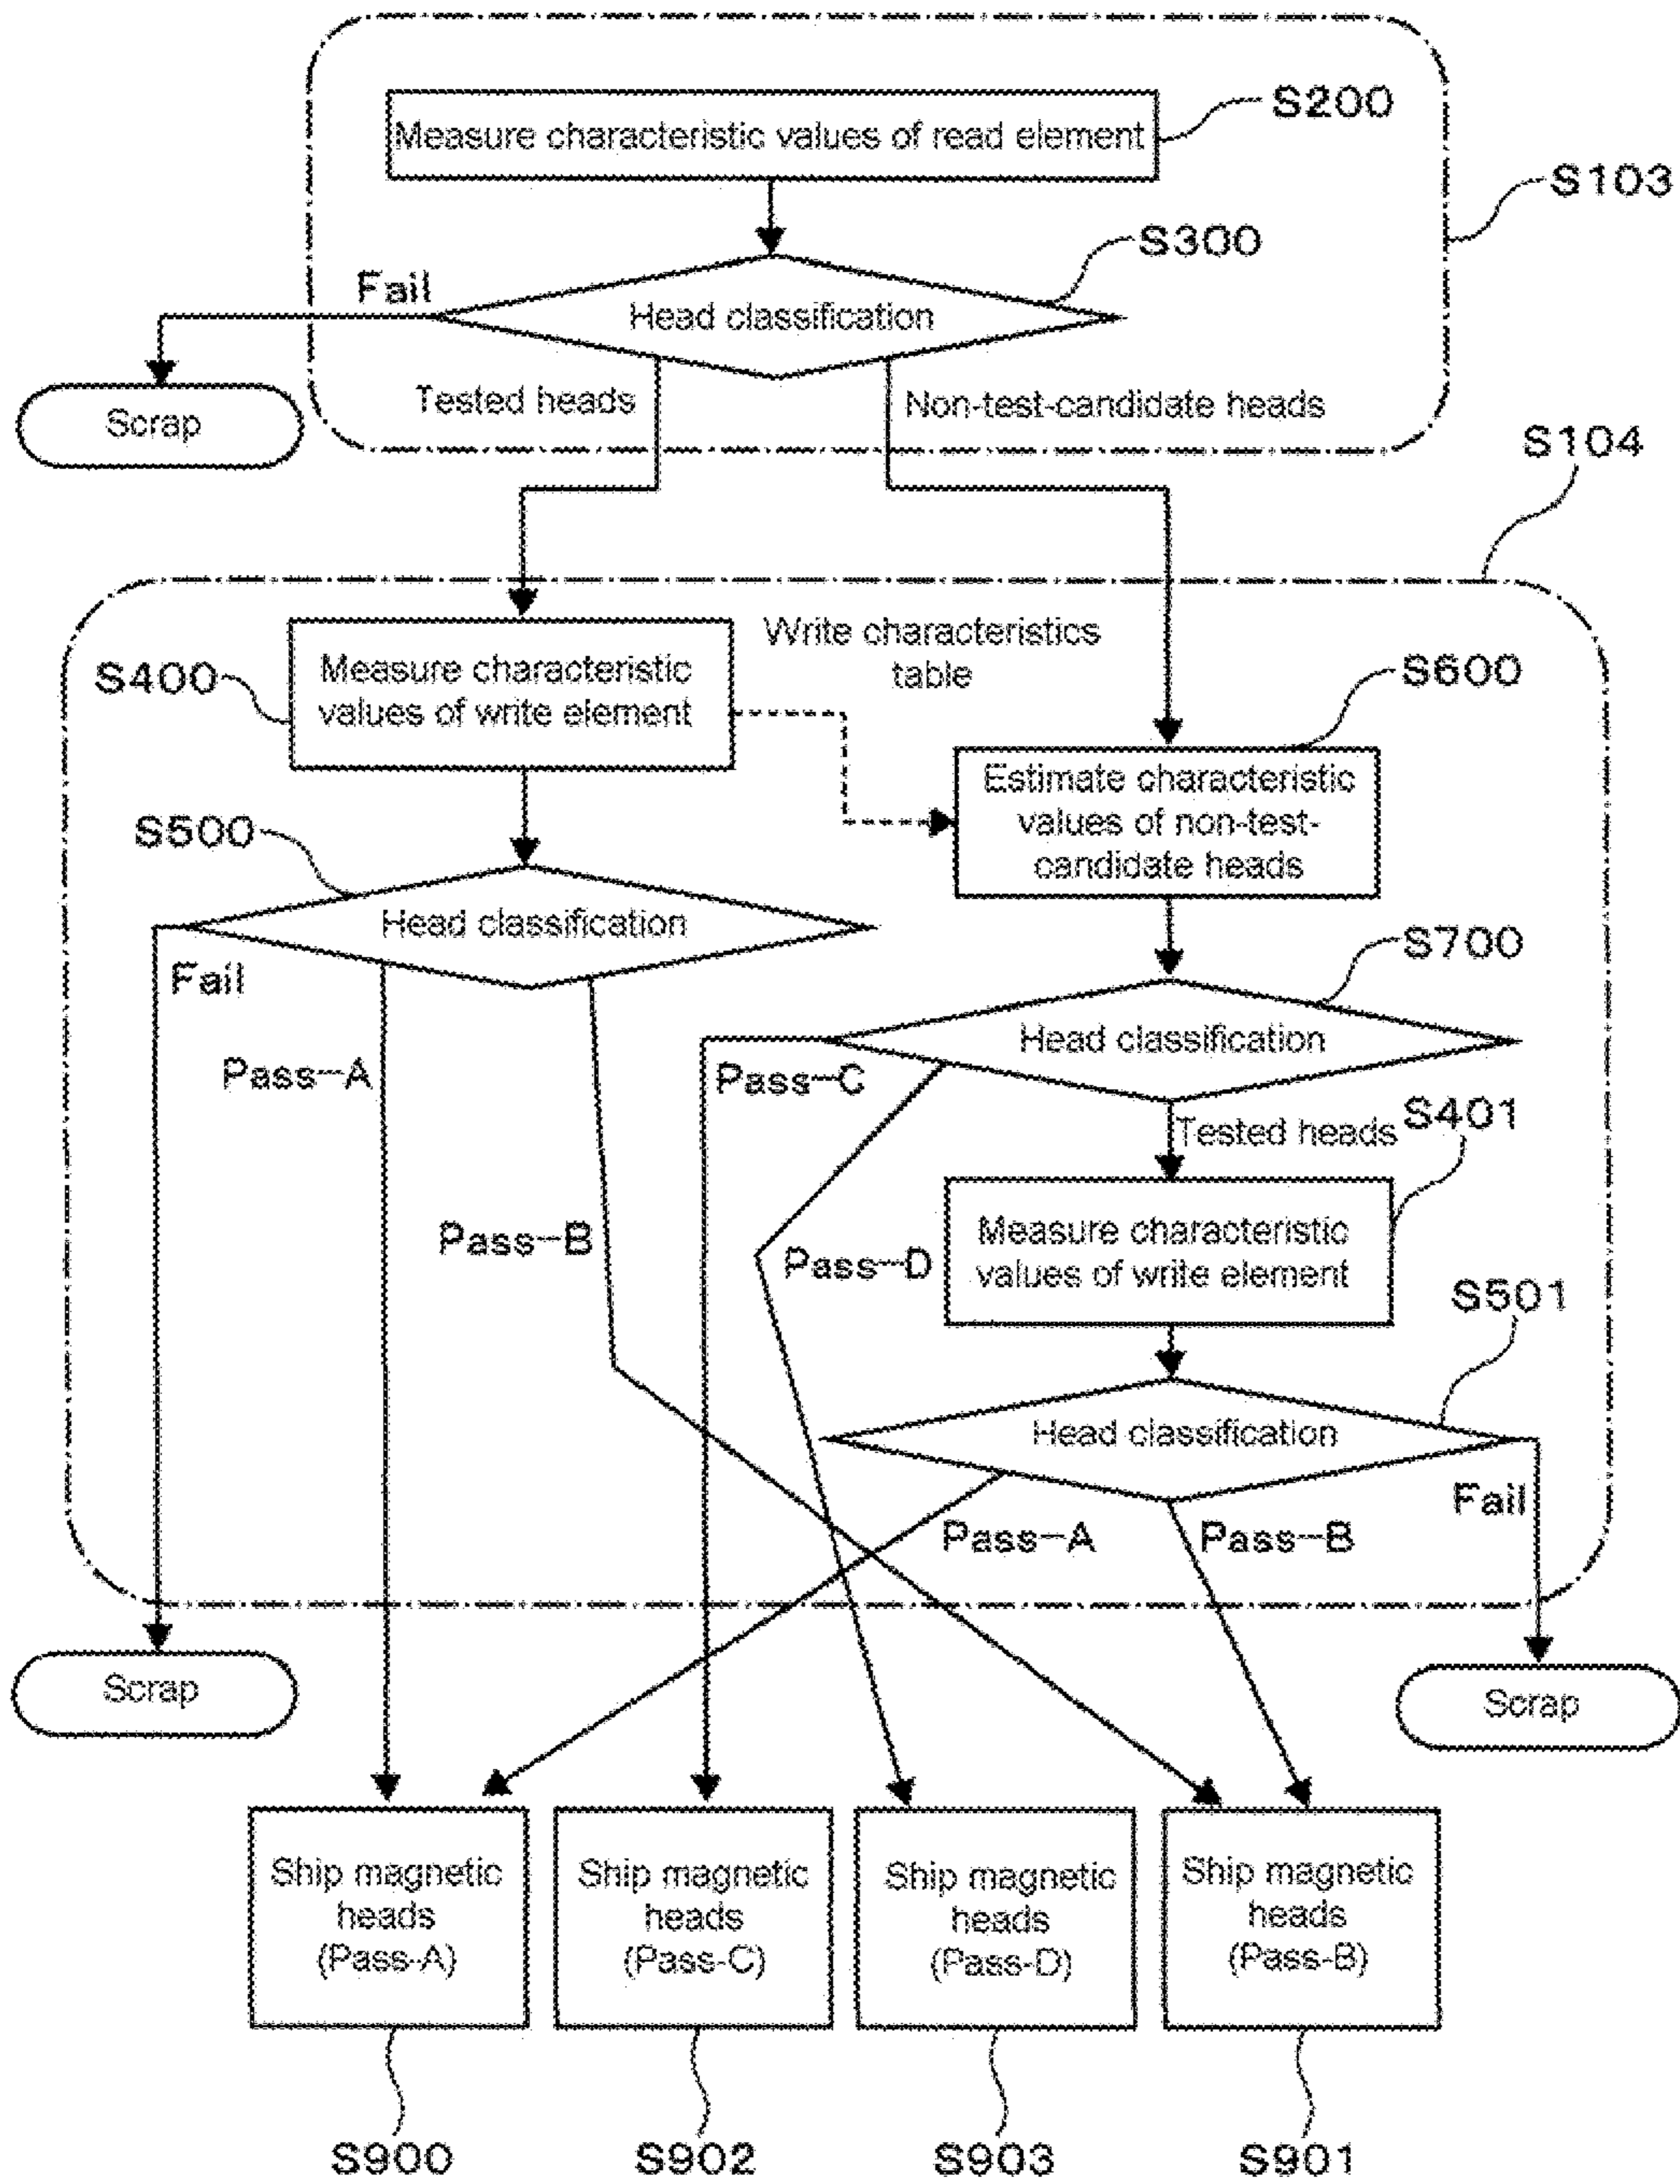 S200
Measure characteristic values of read element
S103
S300
Fail
Head classification
Scrap
Tested heads
Non-test-candidate heads
S104
Write characteristics
table
S400
Measure characteristic
values of write element
S600
Estimate characteristic
values of non-test-
candidate heads
S500
Head classification
Fail
S700
Head classification
Pass-A
Pass-C
Tested heads
S401
Pass-B
Pass-D
Measure characteristic
values of write element
S501
Head classification
Fail
Pass-A
Pass-B
Scrap
Scrap
Ship magnetic
heads
(Pass-A)
Ship magnetic
heads
(Pass-C)
Ship magnetic
heads
(Pass-D)
Ship magnetic
heads
(Pass-B)
S900
S902
S903
S901